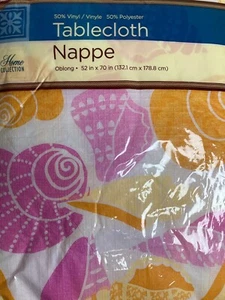 50% Vinyl / Vinyle 50% Polyester
Tablecloth
Nappe
Home
COLLECTION
Oblong • 52 in x 70 in (132.1 cm x 178.8 cm)